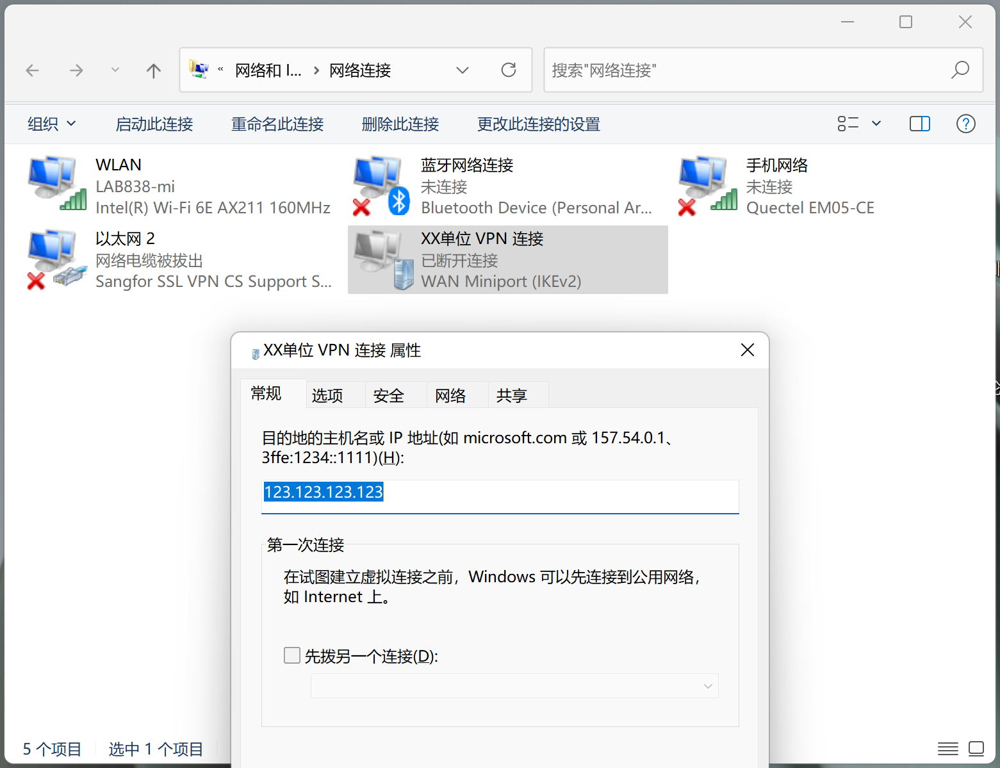 « 网络和 I... › 网络连接
搜索"网络连接"
组织
启动此连接
重命名此连接
删除此连接
更改此连接的设置
WLAN
LAB838-mi
Intel(R) Wi-Fi 6E AX211 160MHz
蓝牙网络连接
未连接
Bluetooth Device (Personal Ar...
手机网络
未连接
Quectel EM05-CE
以太网 2
网络电缆被拔出
Sangfor SSL VPN CS Support S...
XX单位 VPN 连接
已断开连接
WAN Miniport (IKEv2)
XX单位 VPN 连接 属性
常规
选项
安全
网络
共享
目的地的主机名或 IP 地址(如 microsoft.com 或 157.54.0.1、
3ffe:1234::1111)(H):
123.123.123.123
第一次连接
在试图建立虚拟连接之前，Windows 可以先连接到公用网络，
如 Internet 上。
先拨另一个连接(D):
5 个项目
选中 1 个项目